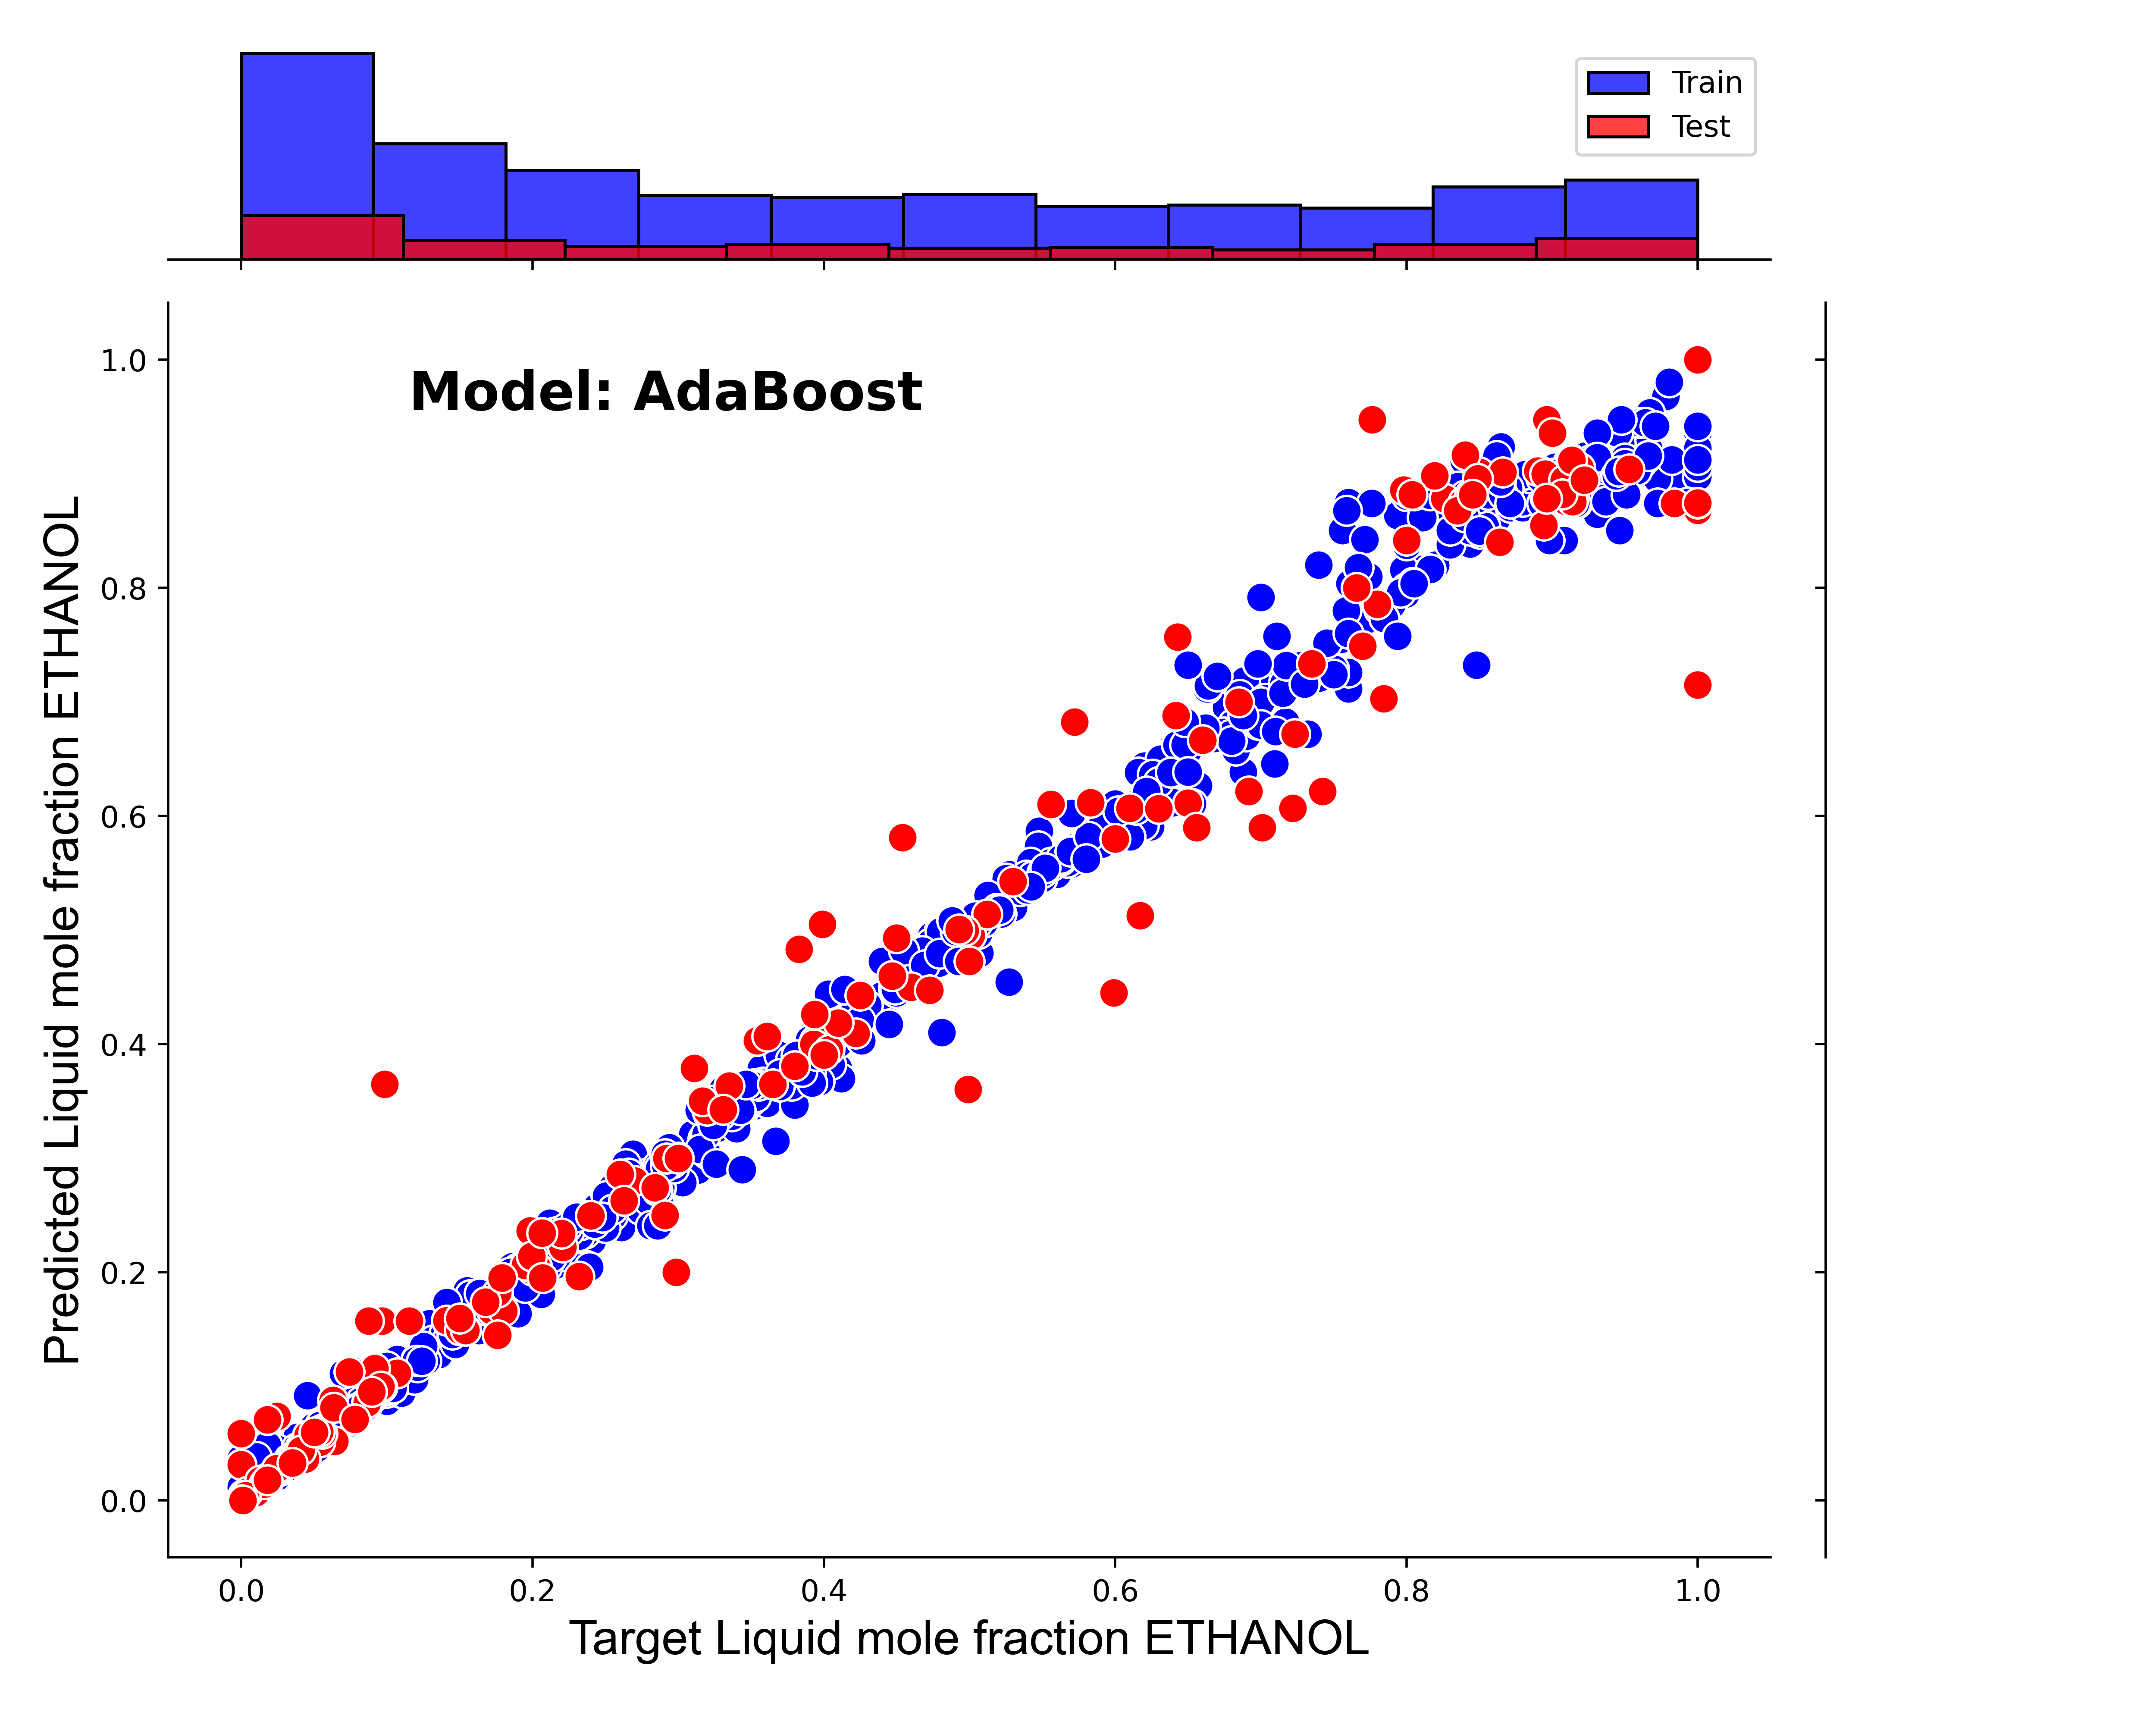 Train
Test
Model: AdaBoost
Predicted Liquid mole fraction ETHANOL
1.0
0.8
0.6
0.4
0.2
0.0
0.0 0.2 0.4 0.6 0.8 1.0
Target Liquid mole fraction ETHANOL